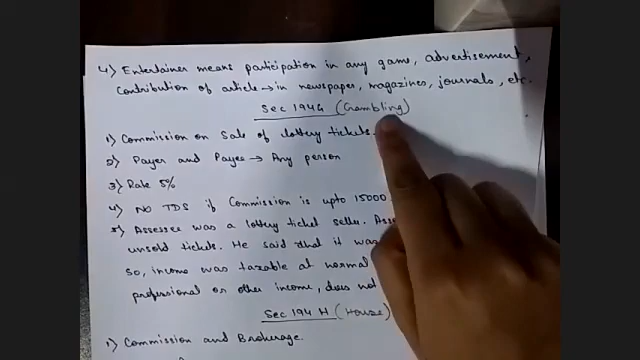 4) Entertainer means participation in any game, advertisement,
contribution of article → in newspaper, magazines, journals, etc.
Sec 194G (Gambling)
1) Commission on Sale of lottery tickets.
2) Payer and Payee → Any person
3) Rate 5%
4) NO TDS if Commission is upto 15000.
5) Assessee was a lottery ticket seller.
unsold tickets. He said that it was
so, income was taxable at normal
professional or other income, does not
Sec 194 H (House)
1) Commission and Brokerage.